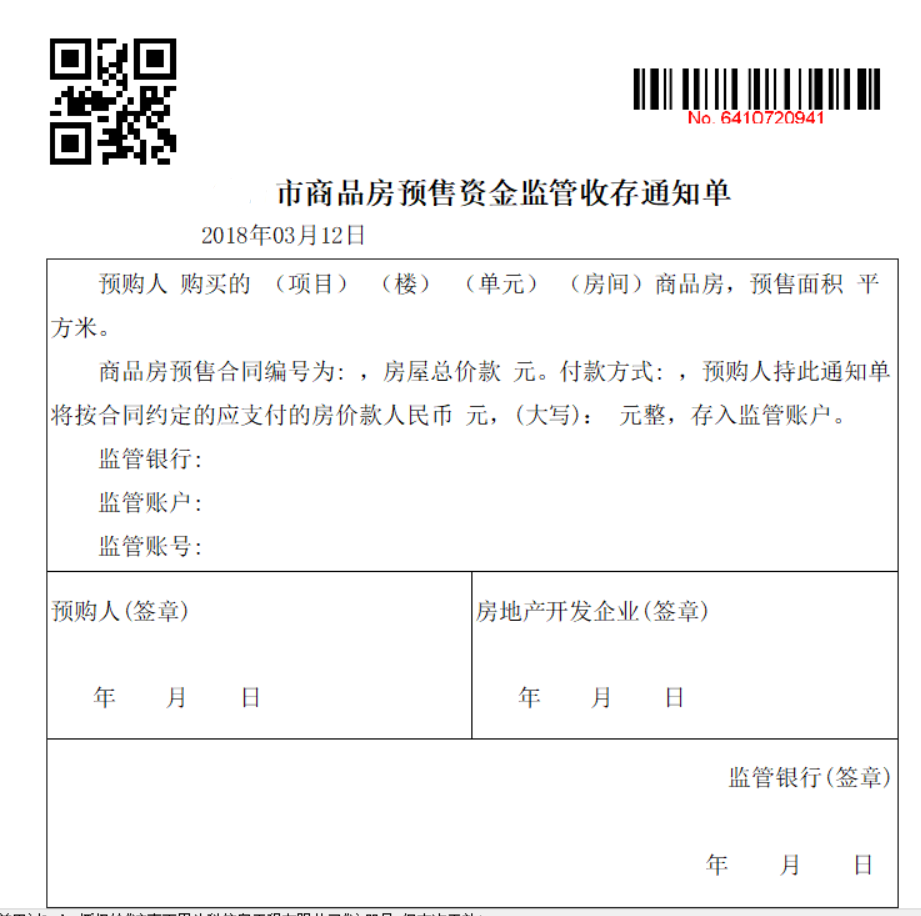 No. 6410720941
市商品房预售资金监管收存通知单
2018年03月12日
预购人 购买的 （项目） （楼） （单元） （房间）商品房，预售面积 平
方米。
商品房预售合同编号为: ，房屋总价款 元。付款方式: ，预购人持此通知单
将按合同约定的应支付的房价款人民币 元，(大写)： 元整，存入监管账户。
监管银行:
监管账户:
监管账号:
预购人(签章)
房地产开发企业(签章)
年 月 日
年 月 日
监管银行(签章)
年 月 日